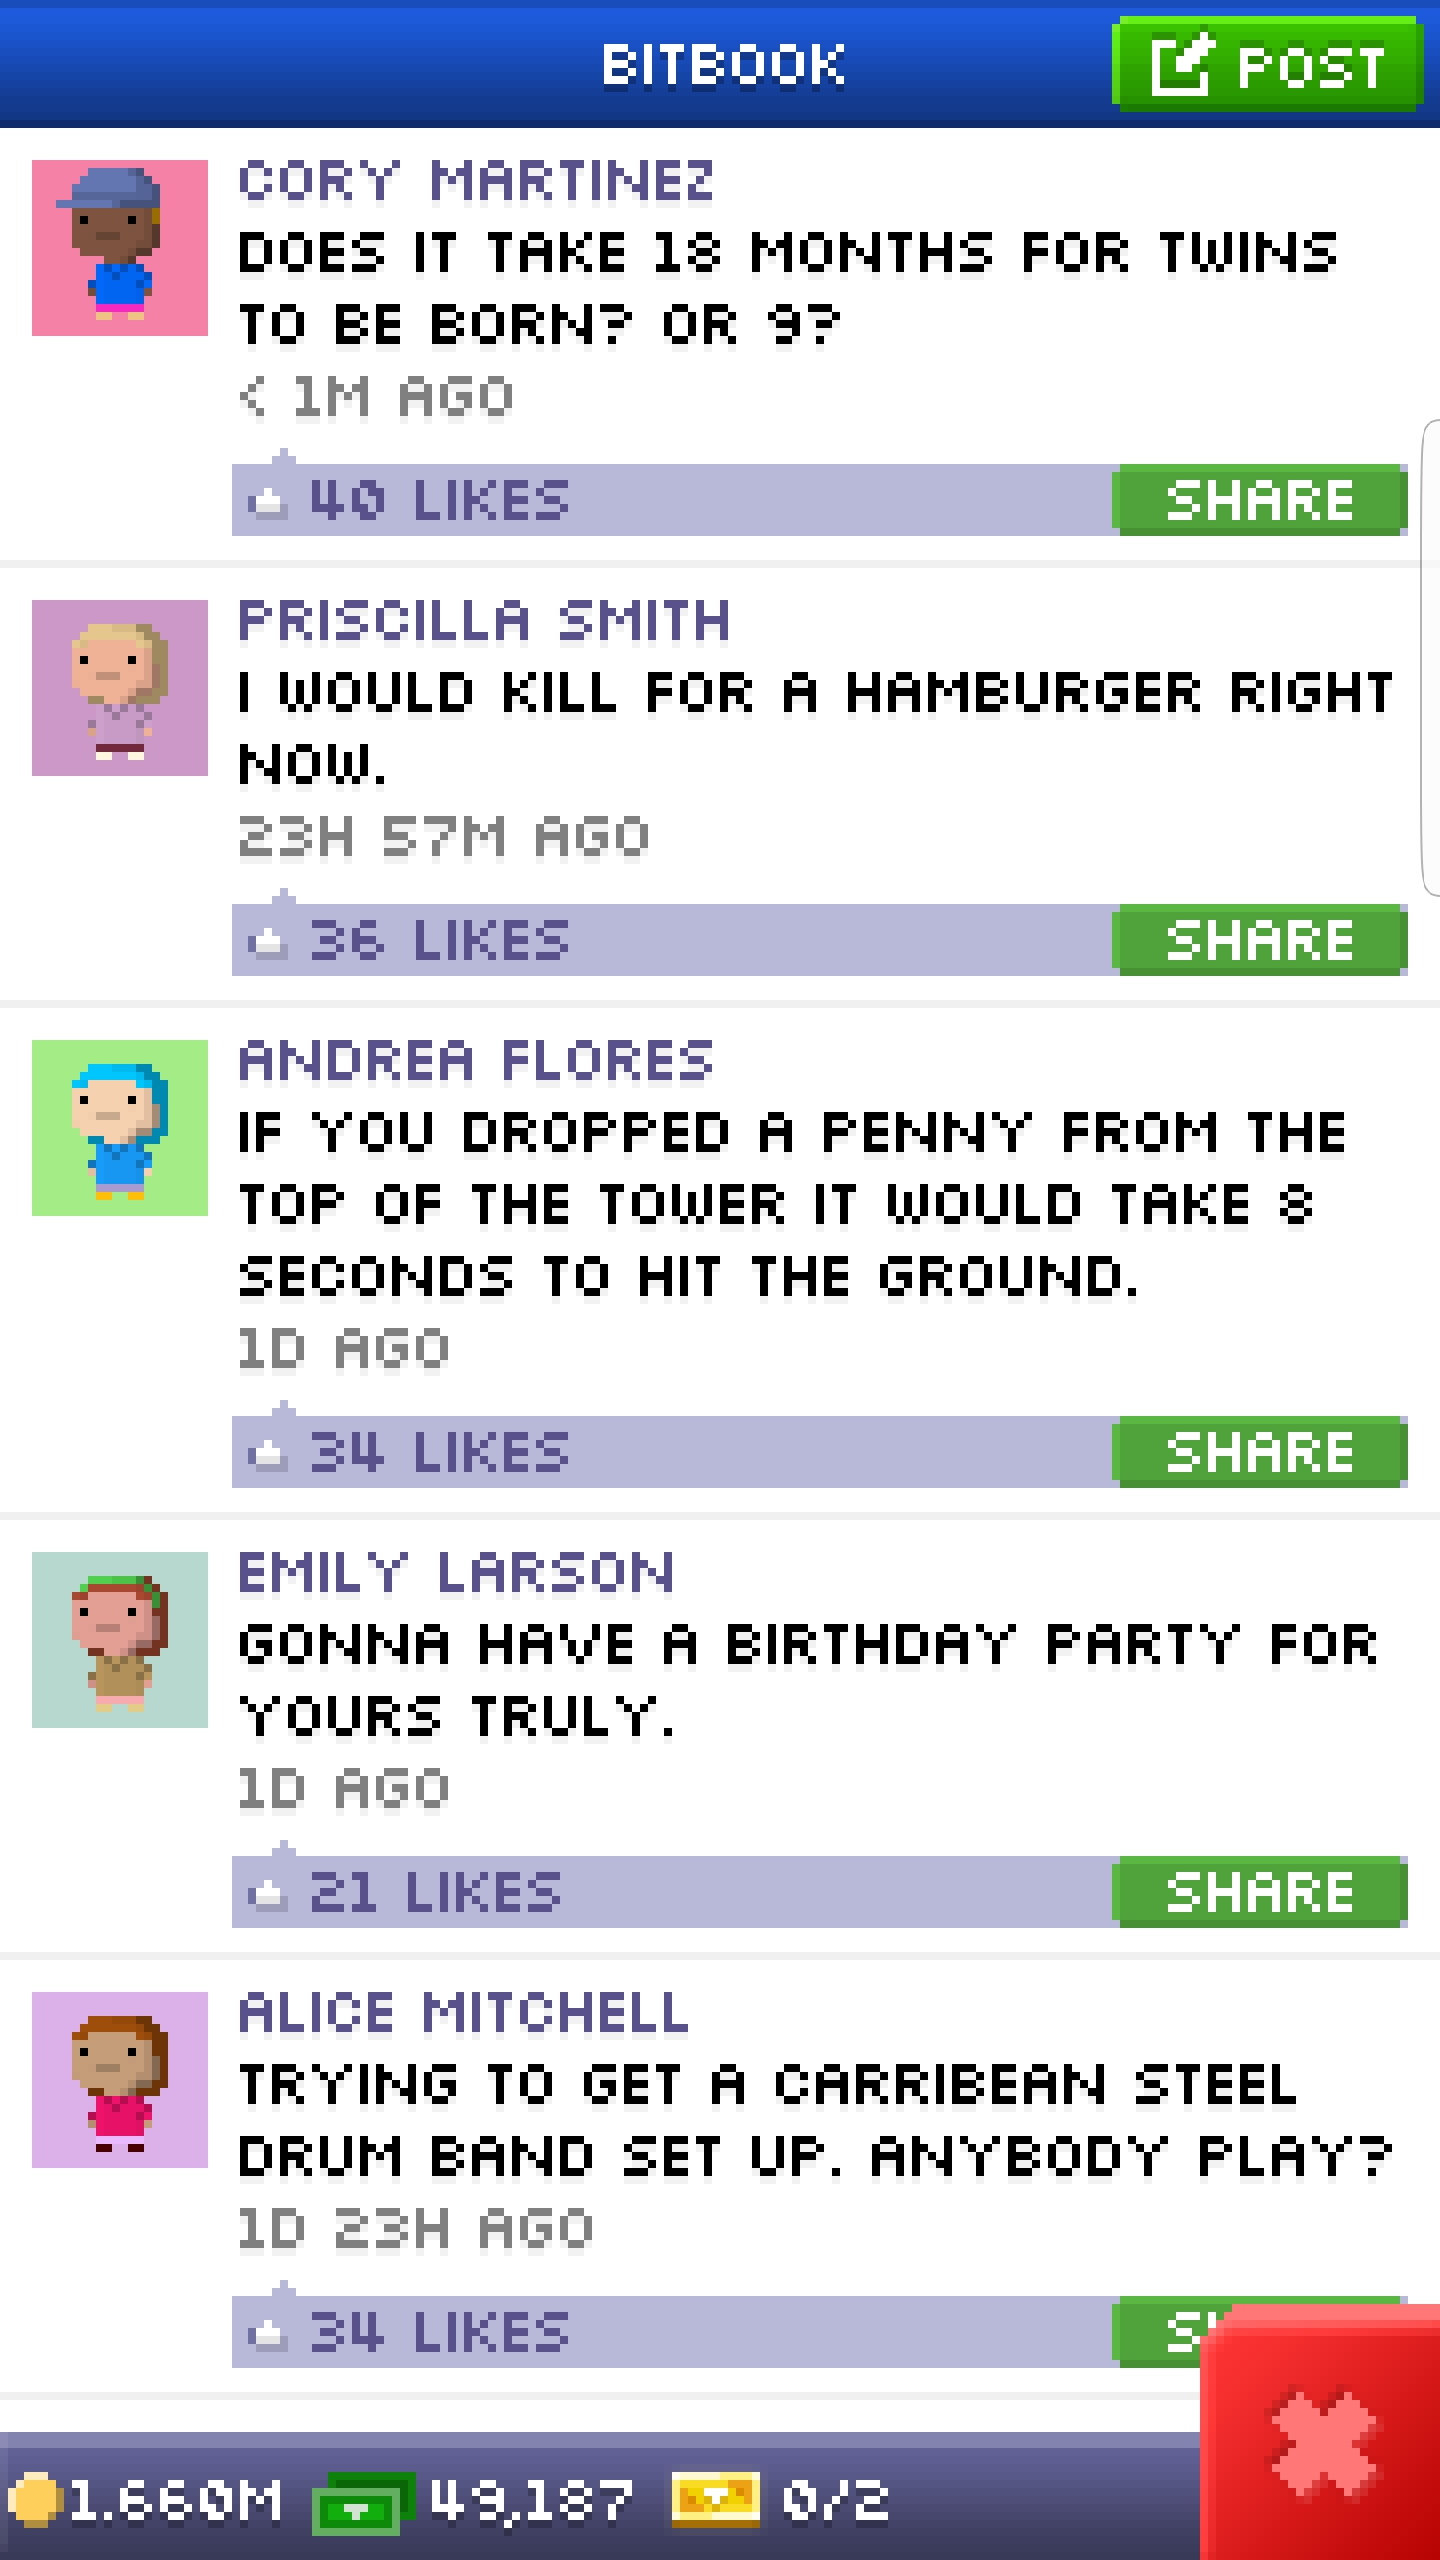 BITBOOK
POST
CORY MARTINEZ
DOES IT TAKE 18 MONTHS FOR TWINS
TO BE BORN? OR 9?
< 1M AGO
40 LIKES
SHARE
PRISCILLA SMITH
I WOULD KILL FOR A HAMBURGER RIGHT
NOW.
23H 57M AGO
36 LIKES
SHARE
ANDREA FLORES
IF YOU DROPPED A PENNY FROM THE
TOP OF THE TOWER IT WOULD TAKE 8
SECONDS TO HIT THE GROUND.
1D AGO
34 LIKES
SHARE
EMILY LARSON
GONNA HAVE A BIRTHDAY PARTY FOR
YOURS TRULY.
1D AGO
21 LIKES
SHARE
ALICE MITCHELL
TRYING TO GET A CARRIBEAN STEEL
DRUM BAND SET UP. ANYBODY PLAY?
1D 23H AGO
34 LIKES
1.660M
49,187
0/2